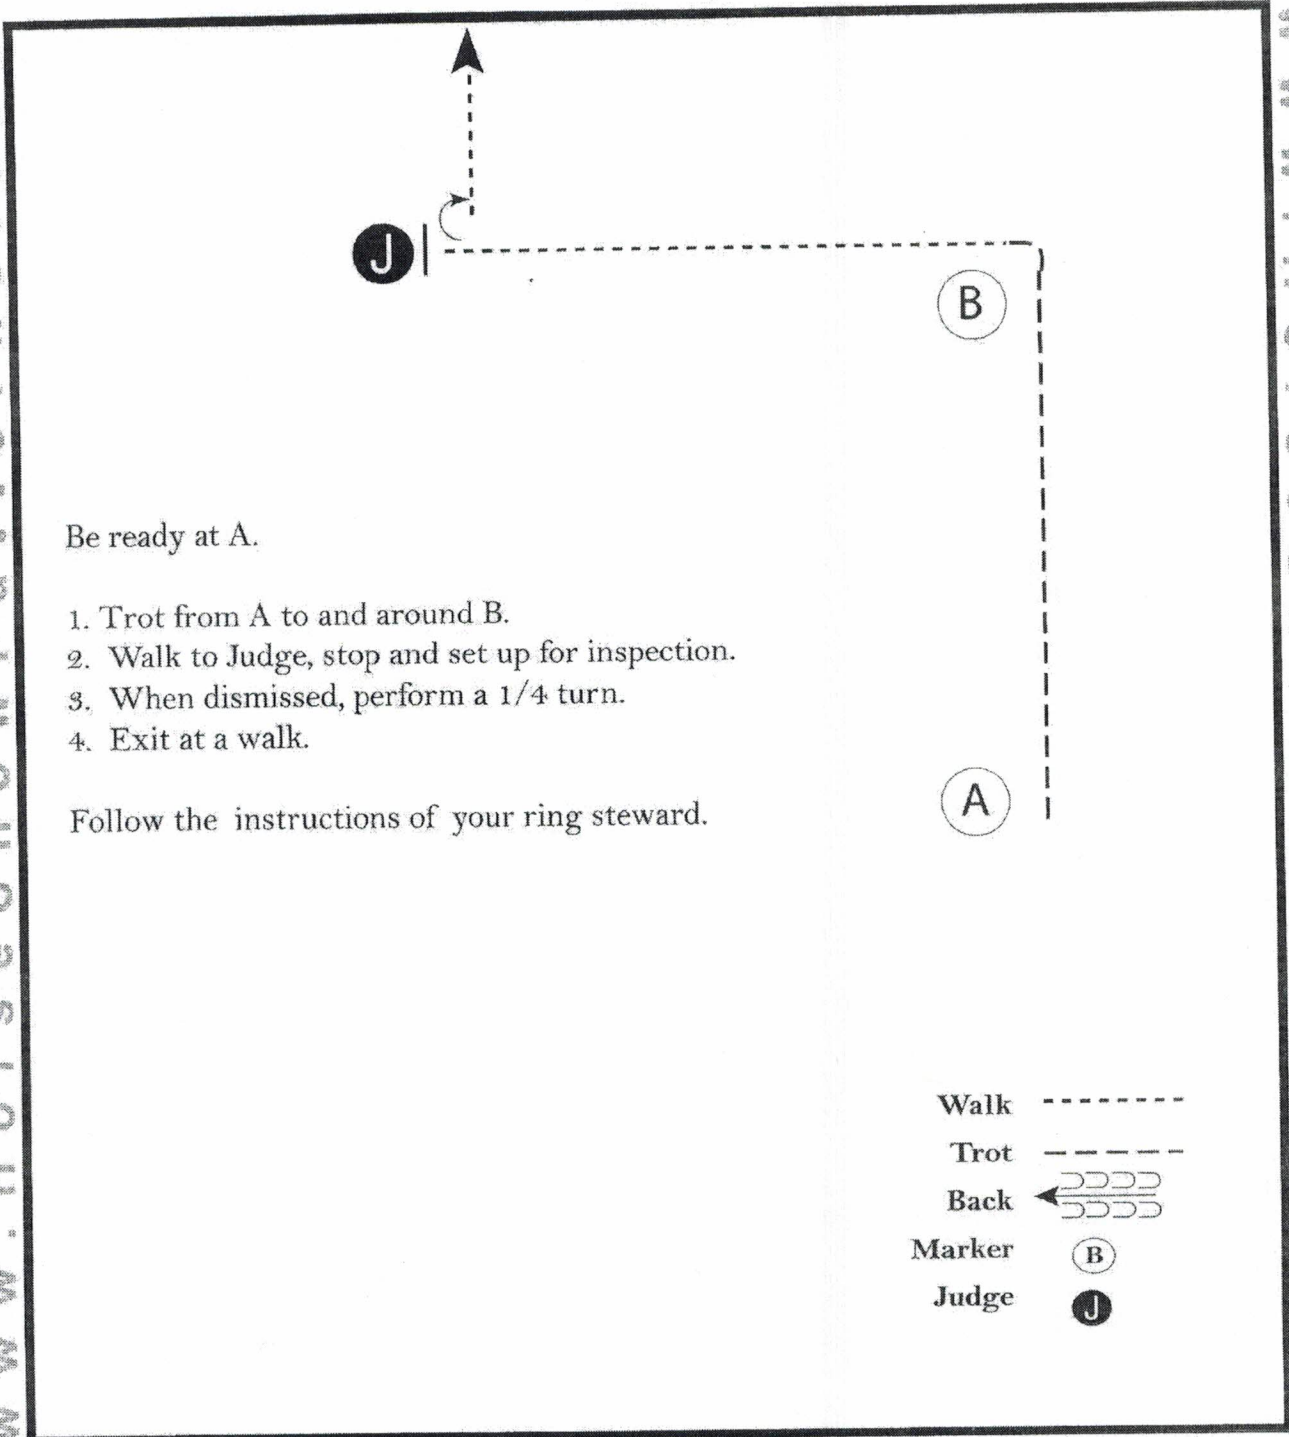 J
B
Be ready at A.
1. Trot from A to and around B.
2. Walk to Judge, stop and set up for inspection.
3. When dismissed, perform a 1/4 turn.
4. Exit at a walk.
Follow the instructions of your ring steward.
A
Walk
Trot
Back
Marker B
Judge J